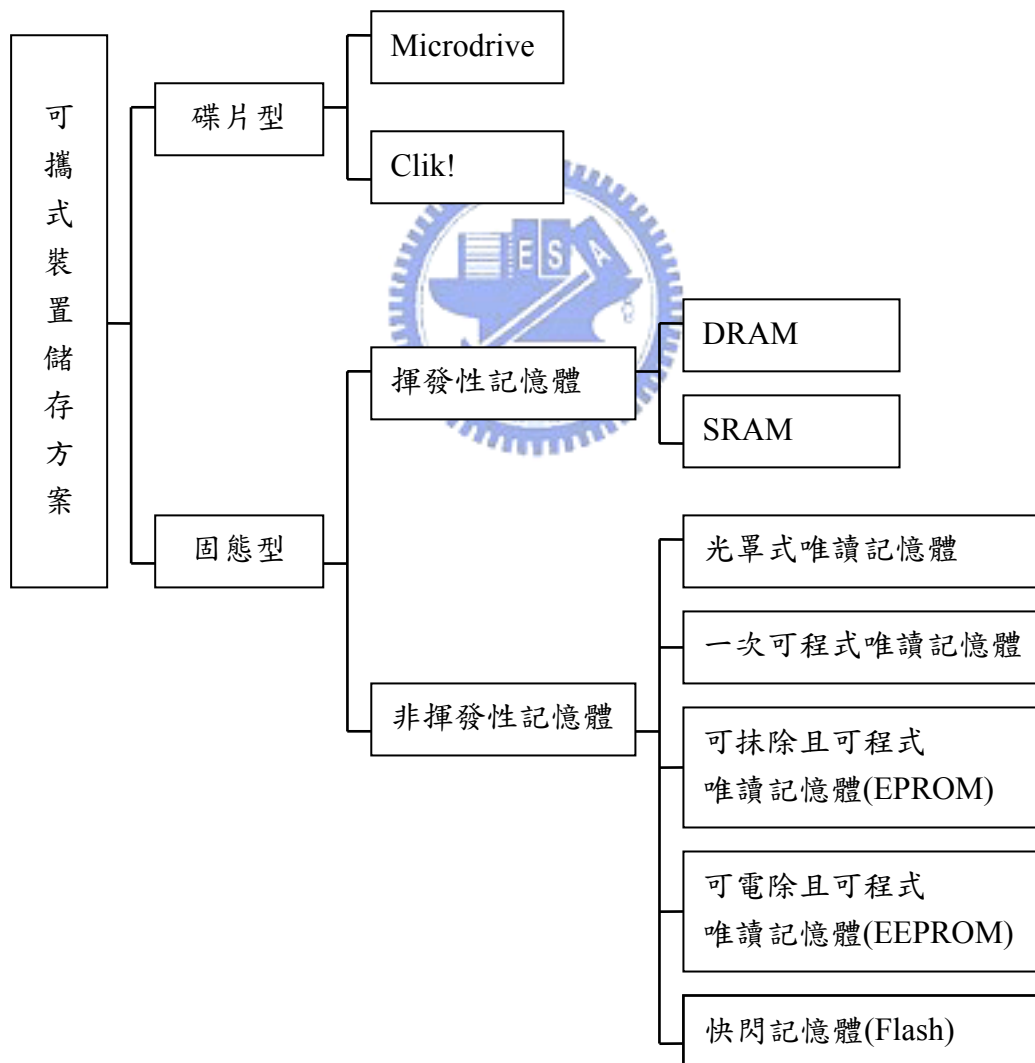 可攜式裝置儲存方案
碟片型
Microdrive
Clik!
E S A
固態型
揮發性記憶體
DRAM
SRAM
非揮發性記憶體
光罩式唯讀記憶體
一次可程式唯讀記憶體
可抹除且可程式
唯讀記憶體(EPROM)
可電除且可程式
唯讀記憶體(EEPROM)
快閃記憶體(Flash)